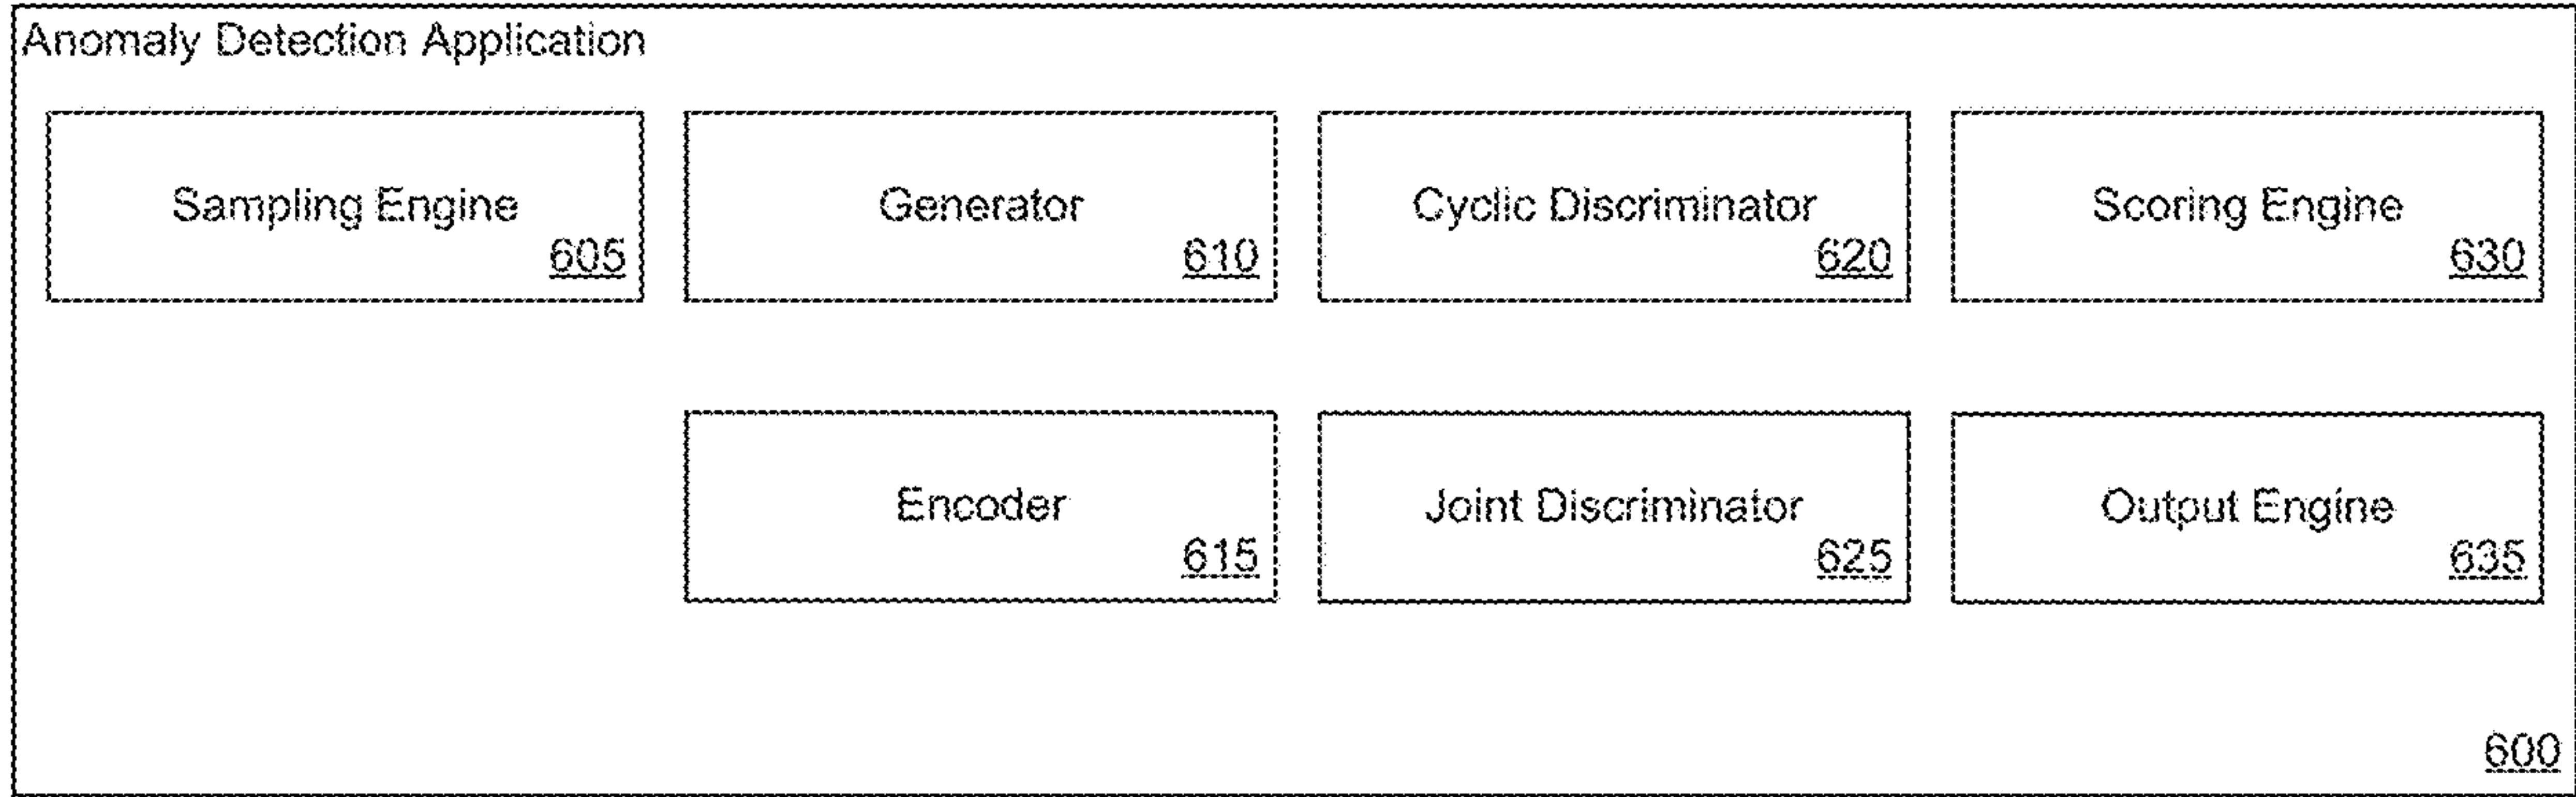 Anomaly Detection Application
Sampling Engine
605
Generator
610
Cyclic Discriminator
620
Scoring Engine
630
Encoder
615
Joint Discriminator
625
Output Engine
635
600